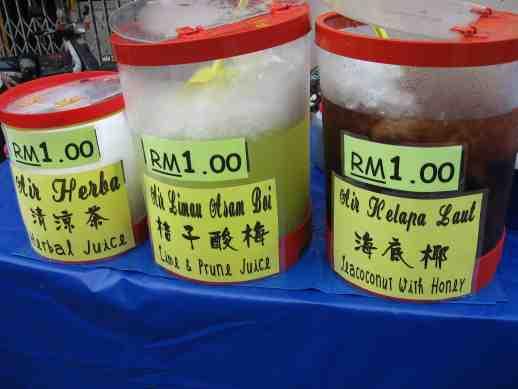 RM1.00
Air Herba
清涼茶
Herbal Juice
RM1.00
Air Limau Asam Boi
桔子酸梅
Lime & Prune Juice
RM1.00
Air Kelapa Laut
海底椰
Seacoconut With Honey